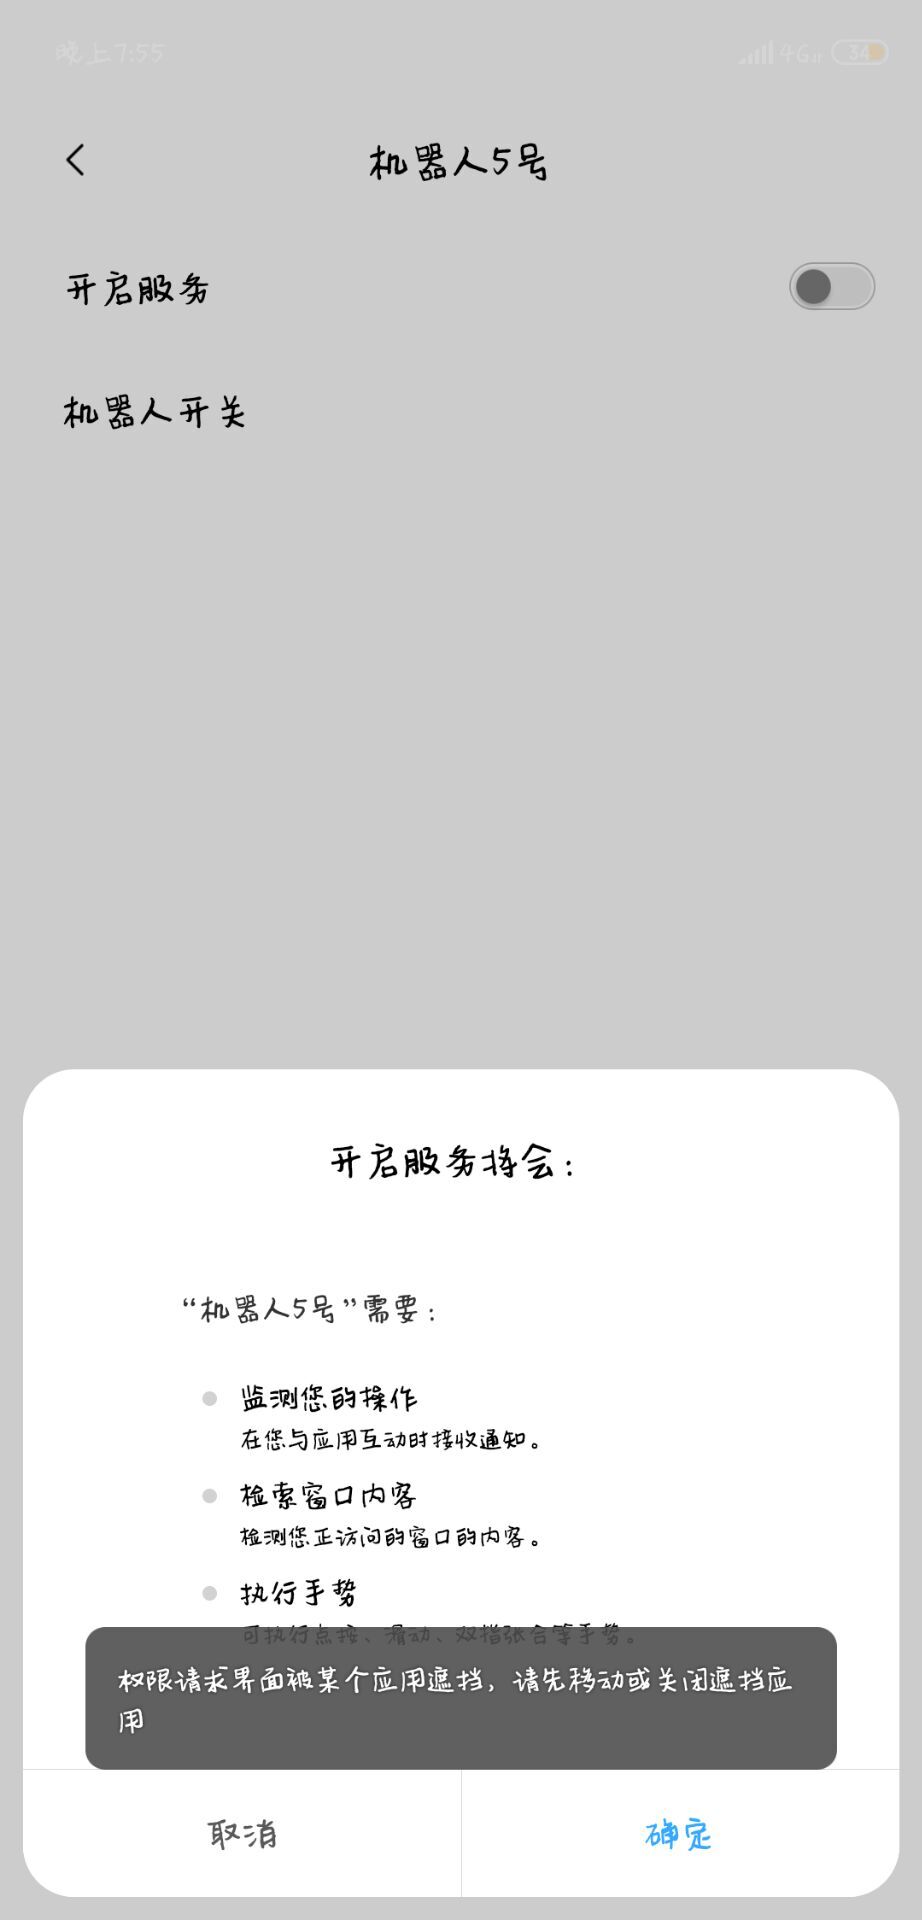 晚上7:55
4G
34
机器人5号
开启服务
机器人开关
开启服务将会：
“机器人5号”需要：
监测您的操作
在您与应用互动时接收通知。
检索窗口内容
检测您正访问的窗口的内容。
执行手势
可执行点按、滑动、双指张合等手势。
权限请求界面被某个应用遮挡，请先移动或关闭遮挡应
用
取消
确定